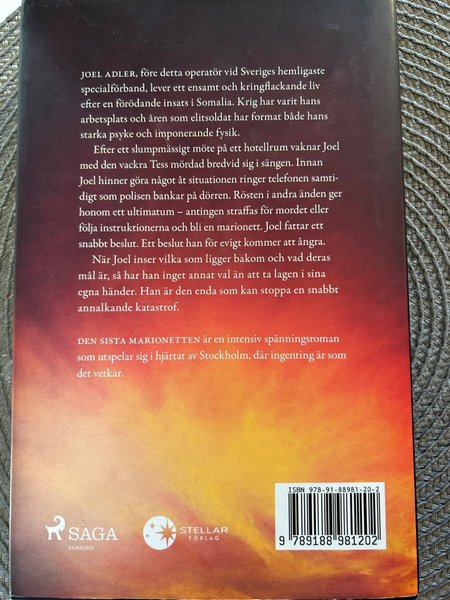 JOEL ADLER, före detta operatör vid Sveriges hemligaste
specialförband, lever ett ensamt och kringflackande liv
efter en förödande insats i Somalia. Krig har varit hans
arbetsplats och åren som elitsoldat har format både hans
starka psyke och imponerande fysik.
Efter ett slumpmässigt möte på ett hotellrum vaknar Joel
med den vackra Tess mördad bredvid sig i sängen. Innan
Joel hinner göra något åt situationen ringer telefonen samti-
digt som polisen bankar på dörren. Rösten i andra änden ger
honom ett ultimatum – antingen straffas för mordet eller
följa instruktionerna och bli en marionett. Joel fattar ett
snabbt beslut. Ett beslut han för evigt kommer att ångra.
När Joel inser vilka som ligger bakom och vad deras
mål är, så har han inget annat val än att ta lagen i sina
egna händer. Han är den enda som kan stoppa en snabbt
annalkande katastrof.
DEN SISTA MARIONETTEN är en intensiv spänningsroman
som utspelar sig i hjärtat av Stockholm, där ingenting är som
det verkar.
ISBN 978-91-88981-20-2
9 789188 981202
SAGA
EGMONT
STELLAR
FÖRLAG